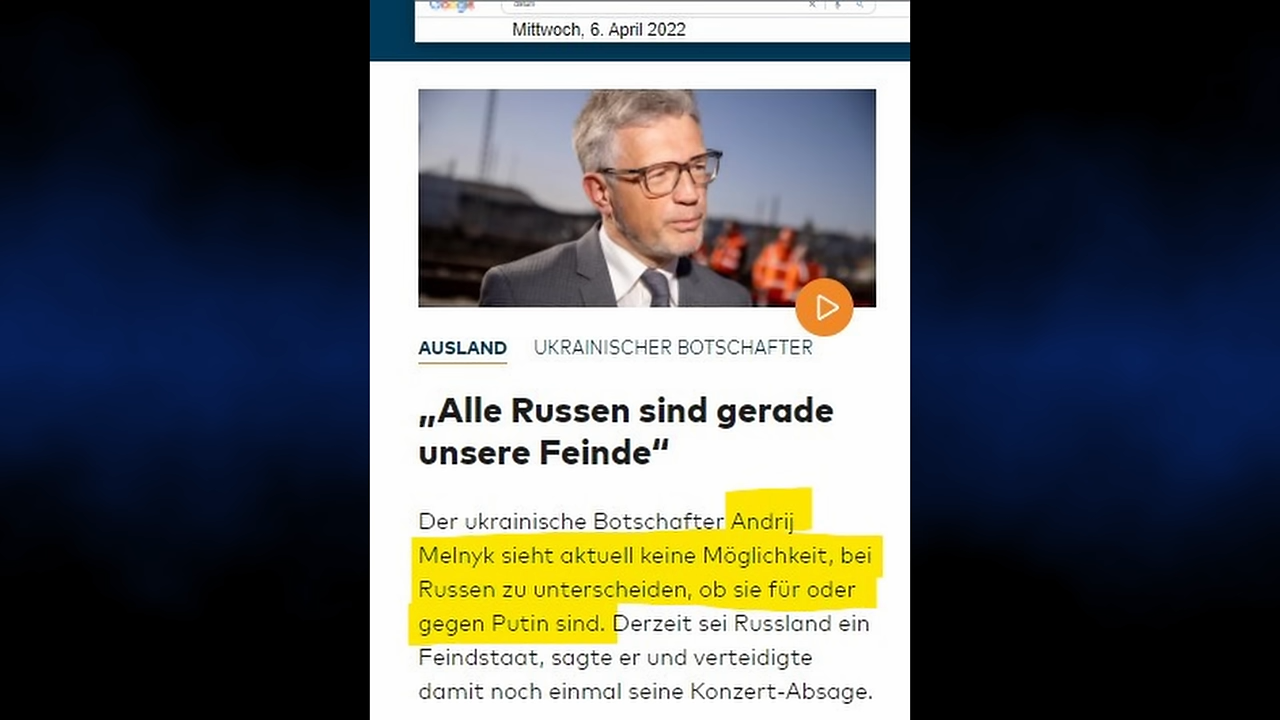 Google
Mittwoch, 6. April 2022
AUSLAND UKRAINISCHER BOTSCHAFTER
„Alle Russen sind gerade
unsere Feinde“
Der ukrainische Botschafter Andrij
Melnyk sieht aktuell keine Möglichkeit, bei
Russen zu unterscheiden, ob sie für oder
gegen Putin sind. Derzeit sei Russland ein
Feindstaat, sagte er und verteidigte
damit noch einmal seine Konzert-Absage.